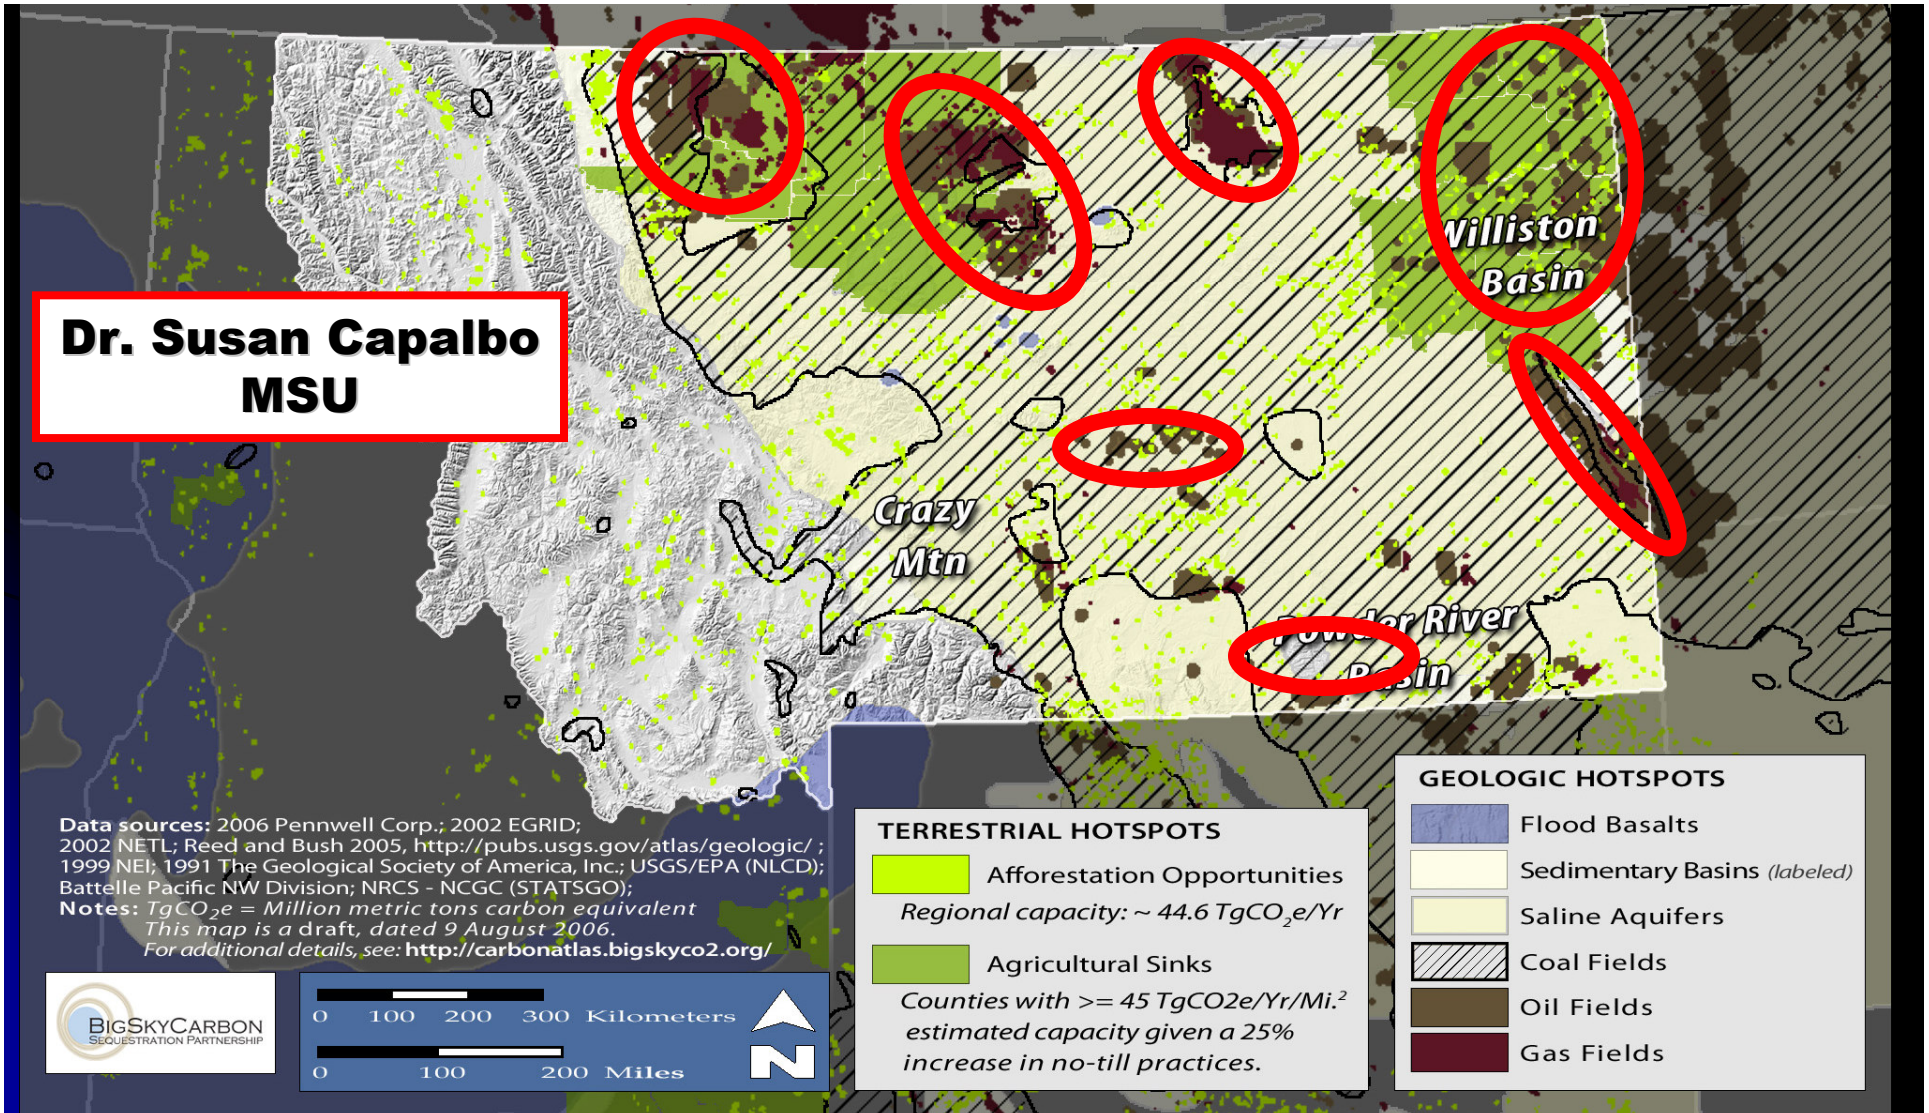 Williston
Basin
Dr. Susan Capalbo
MSU
Crazy
Mtn
Powder River
Basin
Data sources: 2006 Pennwell Corp.; 2002 EGRID;
2002 NETL; Reed and Bush 2005, http://pubs.usgs.gov/atlas/geologic/ ;
1999 NEI; 1991 The Geological Society of America, Inc.; USGS/EPA (NLCD);
Battelle Pacific NW Division; NRCS - NCGC (STATSGO);
Notes: TgCO2e = Million metric tons carbon equivalent
This map is a draft, dated 9 August 2006.
For additional details, see: http://carbonatlas.bigskyco2.org/
BIGSKYCARBON
SEQUESTRATION PARTNERSHIP
0 100 200 300 Kilometers
0 100 200 Miles
N
TERRESTRIAL HOTSPOTS
Afforestation Opportunities
Regional capacity: ~ 44.6 TgCO2e/Yr
Agricultural Sinks
Counties with >= 45 TgCO2e/Yr/Mi.²
estimated capacity given a 25%
increase in no-till practices.
GEOLOGIC HOTSPOTS
Flood Basalts
Sedimentary Basins (labeled)
Saline Aquifers
Coal Fields
Oil Fields
Gas Fields